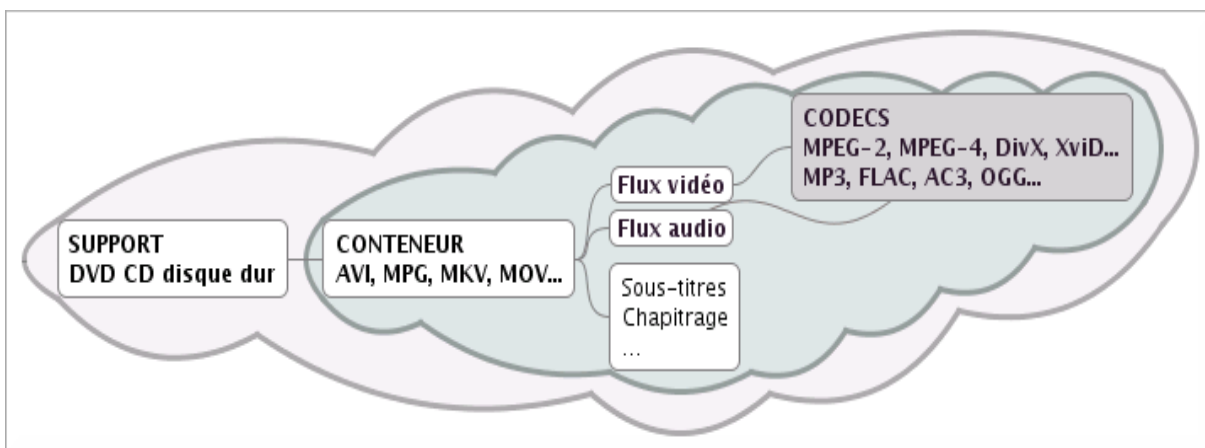 SUPPORT
DVD CD disque dur
CONTENEUR
AVI, MPG, MKV, MOV...
Flux vidéo
Flux audio
Sous-titres
Chapitrage
...
CODECS
MPEG-2, MPEG-4, DivX, XviD...
MP3, FLAC, AC3, OGG...